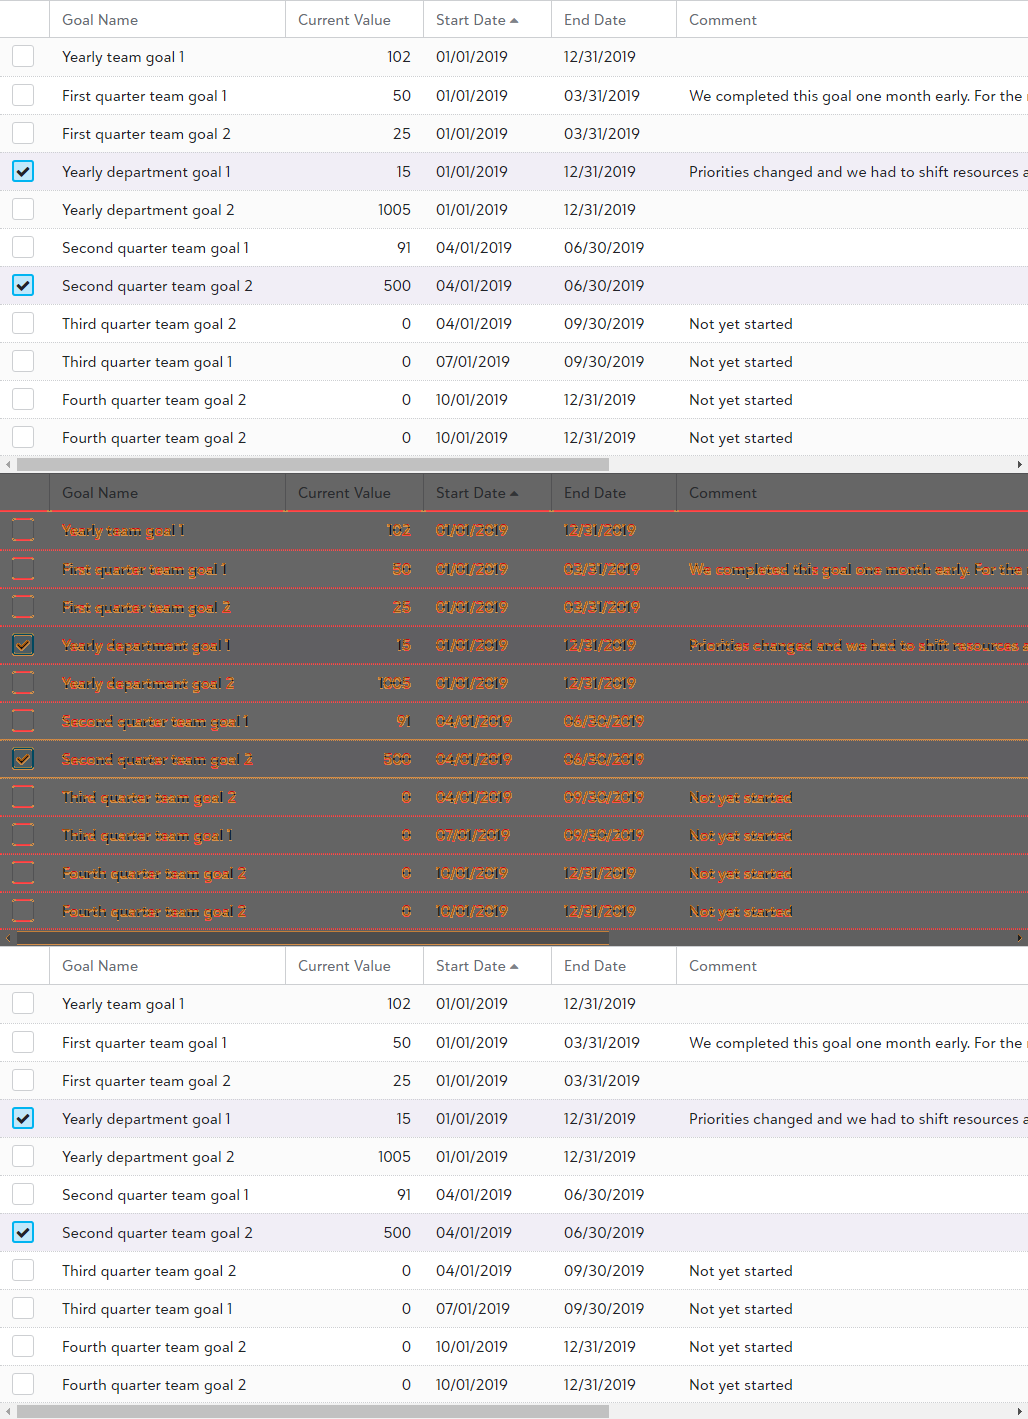 Goal Name Current Value Start Date End Date Comment
Yearly team goal 1 102 01/01/2019 12/31/2019
First quarter team goal 1 50 01/01/2019 03/31/2019 We completed this goal one month early. For the
First quarter team goal 2 25 01/01/2019 03/31/2019
Yearly department goal 1 15 01/01/2019 12/31/2019 Priorities changed and we had to shift resources a
Yearly department goal 2 1005 01/01/2019 12/31/2019
Second quarter team goal 1 91 04/01/2019 06/30/2019
Second quarter team goal 2 500 04/01/2019 06/30/2019
Third quarter team goal 2 0 04/01/2019 09/30/2019 Not yet started
Third quarter team goal 1 0 07/01/2019 09/30/2019 Not yet started
Fourth quarter team goal 2 0 10/01/2019 12/31/2019 Not yet started
Fourth quarter team goal 2 0 10/01/2019 12/31/2019 Not yet started
Goal Name Current Value Start Date End Date Comment
Yearly team goal 1 102 01/01/2019 12/31/2019
First quarter team goal 1 50 01/01/2019 03/31/2019 We completed this goal one month early. For the
First quarter team goal 2 25 01/01/2019 03/31/2019
Yearly department goal 1 15 01/01/2019 12/31/2019 Priorities changed and we had to shift resources
Yearly department goal 2 1005 01/01/2019 12/31/2019
Second quarter team goal 1 91 04/01/2019 06/30/2019
Second quarter team goal 2 500 04/01/2019 06/30/2019
Third quarter team goal 2 0 04/01/2019 09/30/2019 Not yet started
Third quarter team goal 1 0 07/01/2019 09/30/2019 Not yet started
Fourth quarter team goal 2 0 10/01/2019 12/31/2019 Not yet started
Fourth quarter team goal 2 0 10/01/2019 12/31/2019 Not yet started
Goal Name Current Value Start Date End Date Comment
Yearly team goal 1 102 01/01/2019 12/31/2019
First quarter team goal 1 50 01/01/2019 03/31/2019 We completed this goal one month early. For the
First quarter team goal 2 25 01/01/2019 03/31/2019
Yearly department goal 1 15 01/01/2019 12/31/2019 Priorities changed and we had to shift resources a
Yearly department goal 2 1005 01/01/2019 12/31/2019
Second quarter team goal 1 91 04/01/2019 06/30/2019
Second quarter team goal 2 500 04/01/2019 06/30/2019
Third quarter team goal 2 0 04/01/2019 09/30/2019 Not yet started
Third quarter team goal 1 0 07/01/2019 09/30/2019 Not yet started
Fourth quarter team goal 2 0 10/01/2019 12/31/2019 Not yet started
Fourth quarter team goal 2 0 10/01/2019 12/31/2019 Not yet started